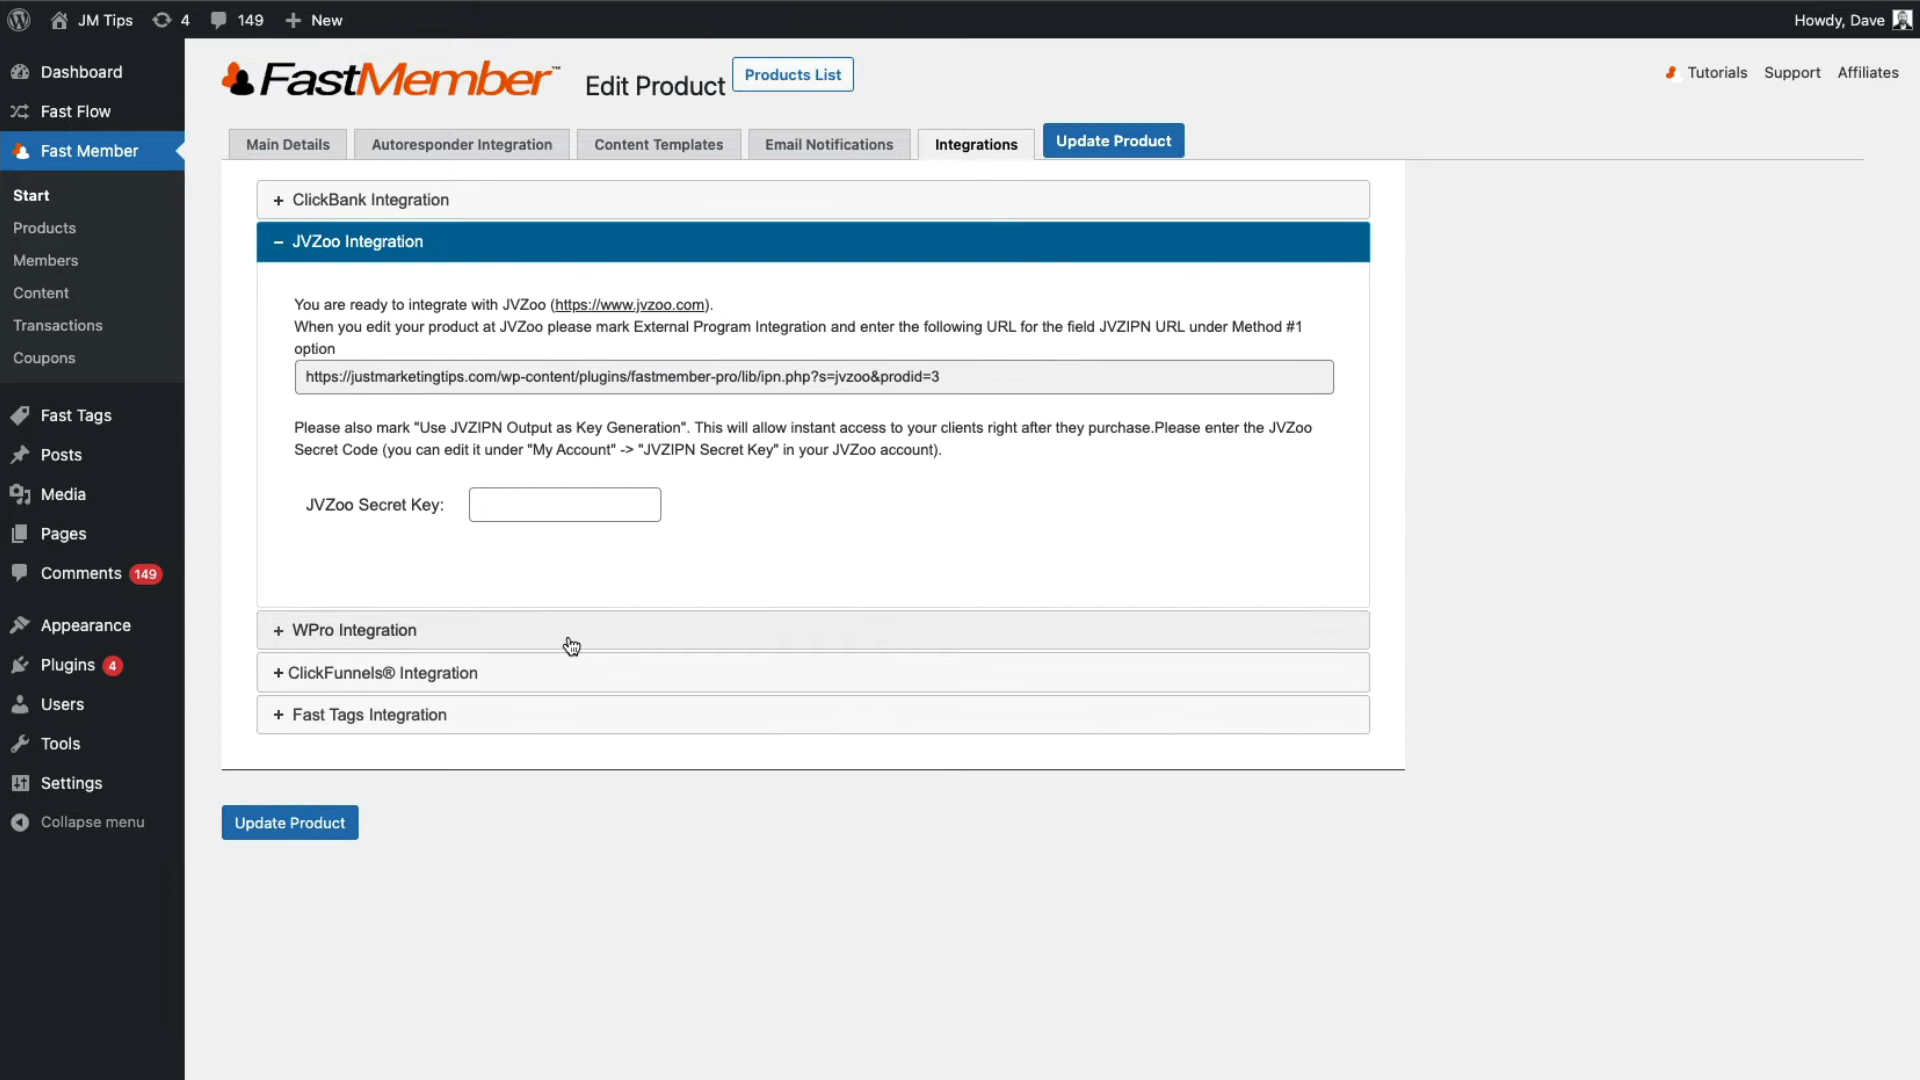 JM Tips 4 149 New Howdy, Dave
Dashboard
Fast Flow
Fast Member
Start
Products
Members
Content
Transactions
Coupons
Fast Tags
Posts
Media
Pages
Comments 149
Appearance
Plugins 4
Users
Tools
Settings
Collapse menu
FastMember™ Edit Product Products List
Tutorials Support Affiliates
Main Details Autoresponder Integration Content Templates Email Notifications Integrations Update Product
+ ClickBank Integration
– JVZoo Integration
You are ready to integrate with JVZoo (https://www.jvzoo.com).
When you edit your product at JVZoo please mark External Program Integration and enter the following URL for the field JVZIPN URL under Method #1
option
https://justmarketingtips.com/wp-content/plugins/fastmember-pro/lib/ipn.php?s=jvzoo&prodid=3
Please also mark "Use JVZIPN Output as Key Generation". This will allow instant access to your clients right after they purchase.Please enter the JVZoo
Secret Code (you can edit it under "My Account" -> "JVZIPN Secret Key" in your JVZoo account).
JVZoo Secret Key:
+ WPro Integration
+ ClickFunnels® Integration
+ Fast Tags Integration
Update Product